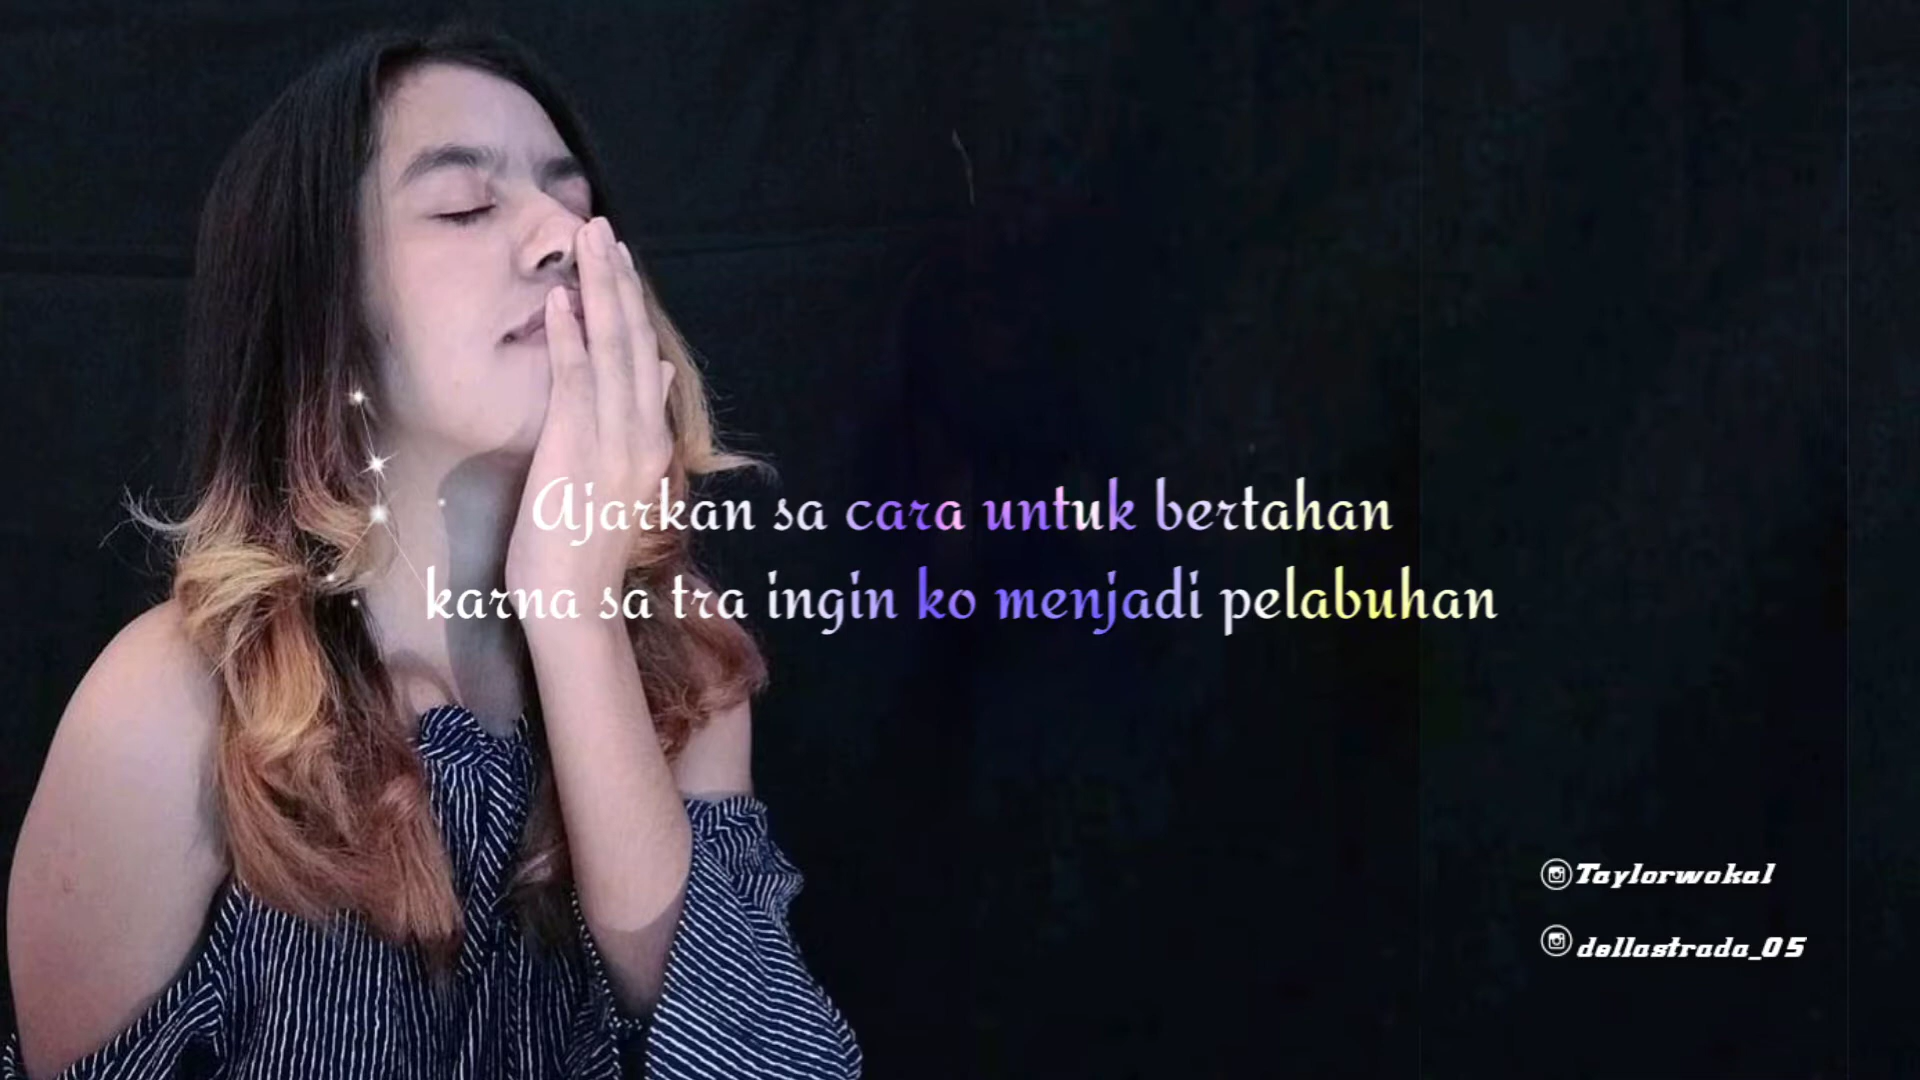 Ajarkan sa cara untuk bertahan
karna sa tra ingin ko menjadi pelabuhan
Taylorwokal
dellastrada_05